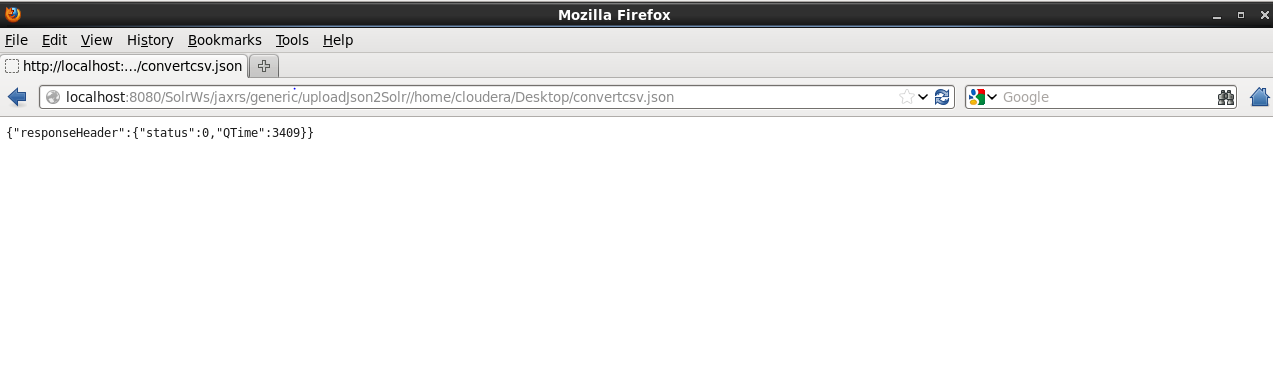 Mozilla Firefox
File Edit View History Bookmarks Tools Help
http://localhost:.../convertcsv.json
localhost:8080/SolrWs/jaxrs/generic/uploadJson2Solr//home/cloudera/Desktop/convertcsv.json Google
{"responseHeader":{"status":0,"QTime":3409}}